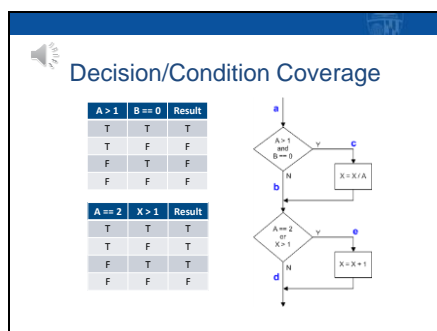 Decision/Condition Coverage
A > 1 B == 0 Result
T T T
T F F
F T F
F F F
A == 2 X > 1 Result
T T T
T F T
F T T
F F F
a
A > 1
and
B == 0
Y
c
X = X / A
b
N
A == 2
or
X > 1
Y
e
X = X + 1
N
d